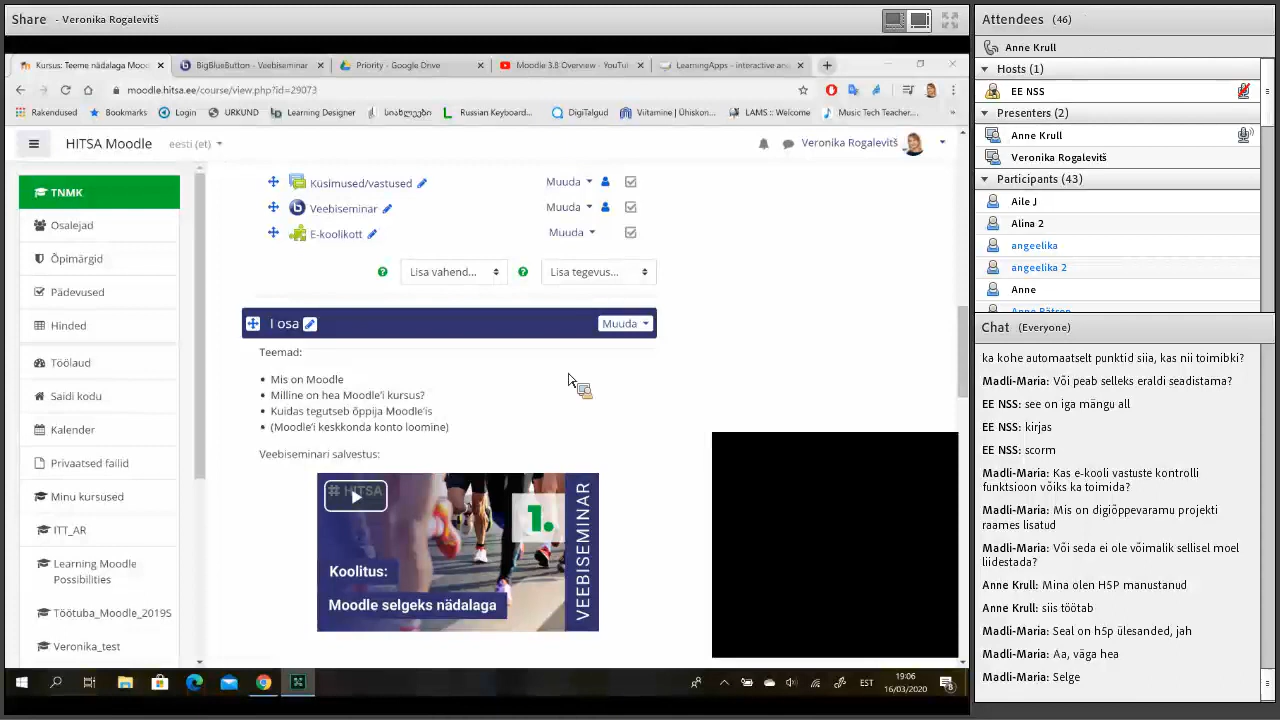 Share - Veronika Rogalevitš
Kursus: Teeme nädalaga Mood
BigBlueButton - Veebiseminar
Priority - Google Drive
Moodle 3.8 Overview - YouTu
LearningApps - interactive an
moodle.hitsa.ee/course/view.php?id=29073
Rakendused
Bookmarks
Login
URKUND
Learning Designer
სახლეები
Russian Keyboard...
DigiTalgud
Viitamine | Ühiskon...
LAMS :: Welcome
Music Tech Teacher...
HITSA Moodle
eesti (et)
Veronika Rogalevitš
TNMK
Osalejad
Õpimärgid
Pädevused
Hinded
Töölaud
Saidi kodu
Kalender
Privaatsed failid
Minu kursused
ITT_AR
Learning Moodle
Possibilities
Töötuba_Moodle_2019S
Veronika_test
Küsimused/vastused
Muuda
Veebiseminar
Muuda
E-koolikott
Muuda
Lisa vahend...
Lisa tegevus...
I osa
Muuda
Teemad:
Mis on Moodle
Milline on hea Moodle'i kursus?
Kuidas tegutseb õppija Moodle'is
(Moodle'i keskkonda konto loomine)
Veebiseminari salvestus:
# HITSA
1.
VEEBISEMINAR
Koolitus:
Moodle selgeks nädalaga
EST
19:06
16/03/2020
8
Attendees (46)
Anne Krull
Hosts (1)
EE NSS
Presenters (2)
Anne Krull
Veronika Rogalevitš
Participants (43)
Aile J
Alina 2
angeelika
angeelika 2
Anne
Chat (Everyone)
ka kohe automaatselt punktid siia, kas nii toimibki?
Madli-Maria: Või peab selleks eraldi seadistama?
EE NSS: see on iga mängu all
EE NSS: kirjas
EE NSS: scorm
Madli-Maria: Kas e-kooli vastuste kontrolli
funktsioon võiks ka toimida?
Madli-Maria: Mis on digiõppevaramu projekti
raames lisatud
Madli-Maria: Või seda ei ole võimalik sellisel moel
liidestada?
Anne Krull: Mina olen H5P manustanud
Anne Krull: siis töötab
Madli-Maria: Seal on h5p ülesanded, jah
Madli-Maria: Aa, väga hea
Madli-Maria: Selge